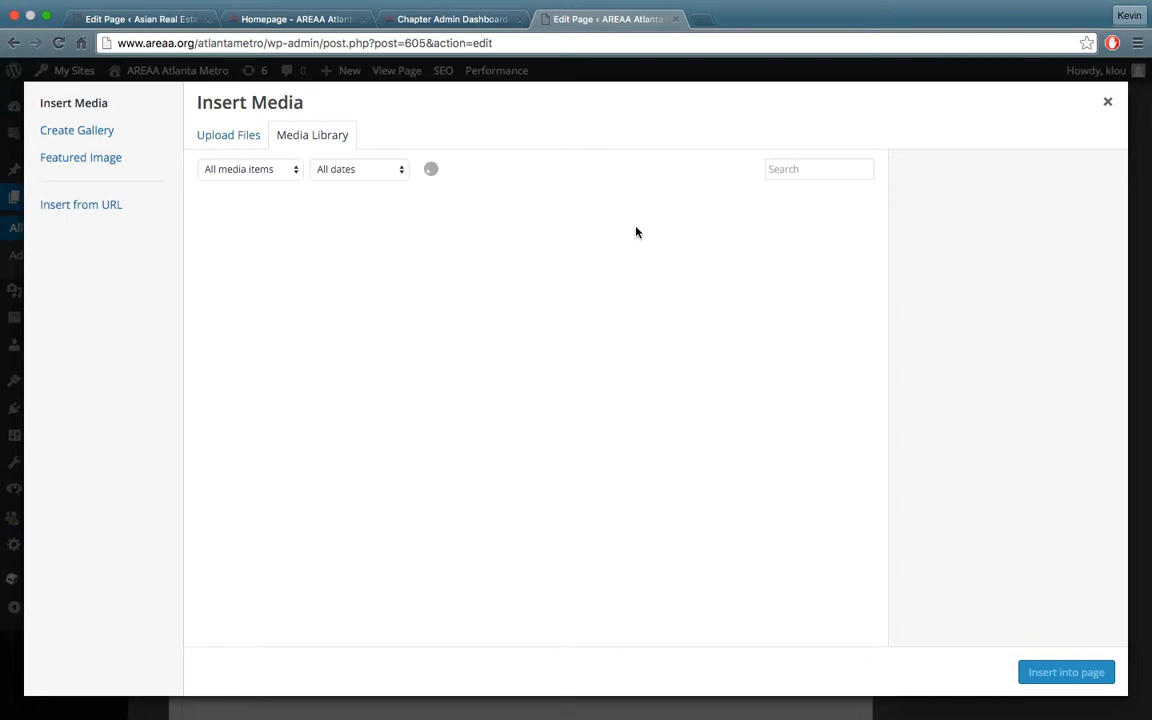 Kevin
Edit Page ‹ Asian Real Esta
Homepage – AREAA Atlant
Chapter Admin Dashboard
Edit Page ‹ AREAA Atlanta
www.areaa.org/atlantametro/wp-admin/post.php?post=605&action=edit
My Sites AREAA Atlanta Metro 6 0 New View Page SEO Performance Howdy, klou
Insert Media
Create Gallery
Featured Image
Insert from URL
All
Ad
Insert Media
Upload Files Media Library
All media items All dates Search
Insert into page